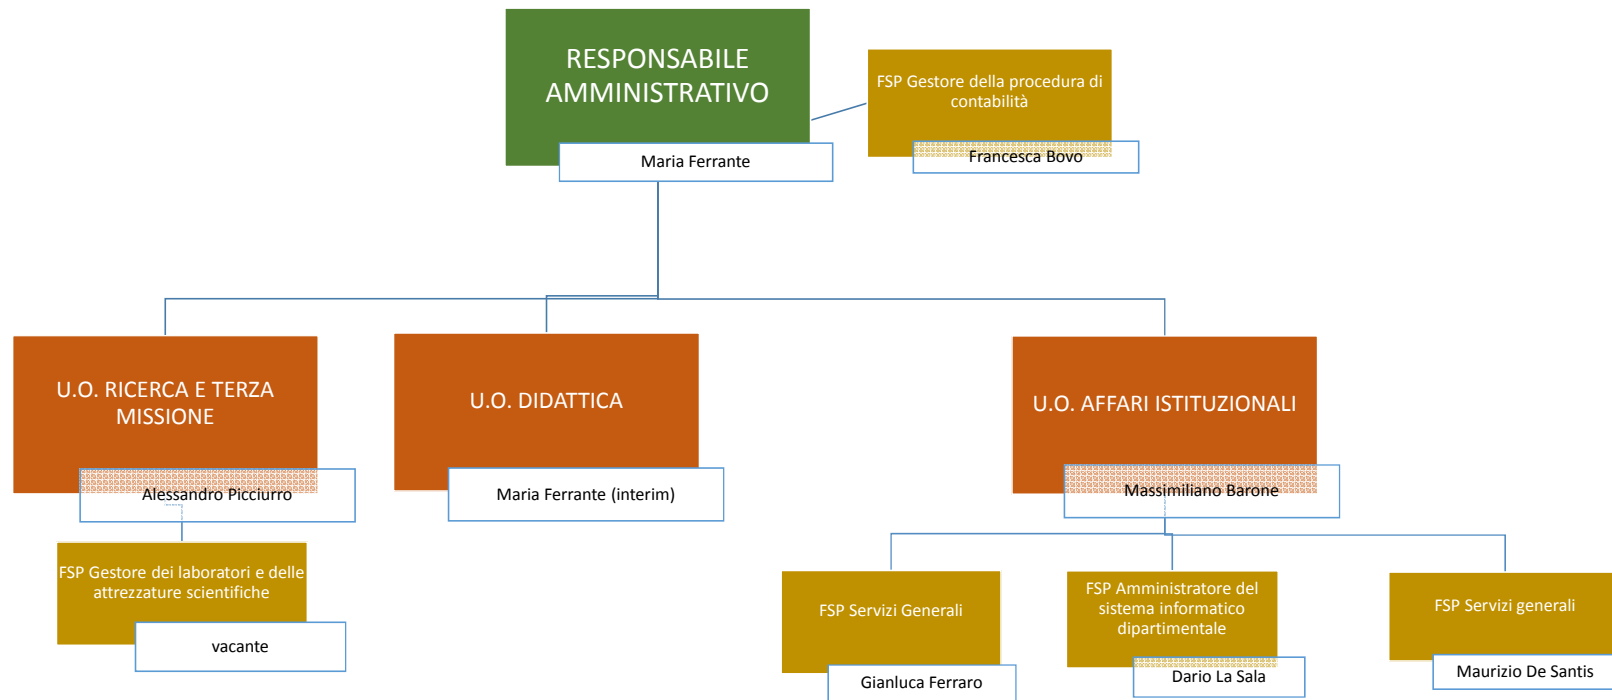 RESPONSABILE
AMMINISTRATIVO
Maria Ferrante
FSP Gestore della procedura di
contabilità
Francesca Bovo
U.O. RICERCA E TERZA
MISSIONE
Alessandro Picciurro
U.O. DIDATTICA
Maria Ferrante (interim)
U.O. AFFARI ISTITUZIONALI
Massimiliano Barone
FSP Gestore dei laboratori e delle
attrezzature scientifiche
vacante
FSP Servizi Generali
Gianluca Ferraro
FSP Amministratore del
sistema informatico
dipartimentale
Dario La Sala
FSP Servizi generali
Maurizio De Santis